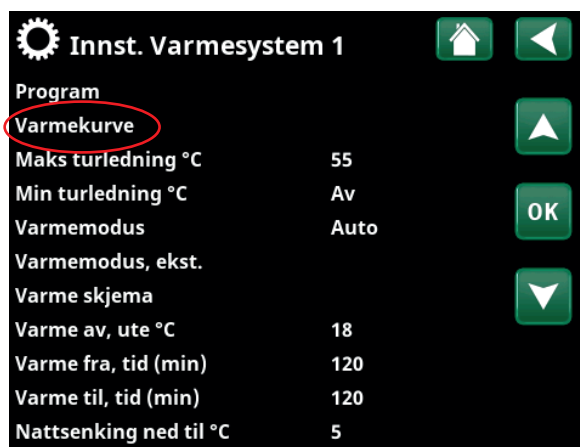 Innst. Varmesystem 1
Program
Varmekurve
Maks turledning °C 55
Min turledning °C Av
Varmemodus Auto
OK
Varmemodus, ekst.
Varme skjema
Varme av, ute °C 18
Varme fra, tid (min) 120
Varme til, tid (min) 120
Nattsenking ned til °C 5